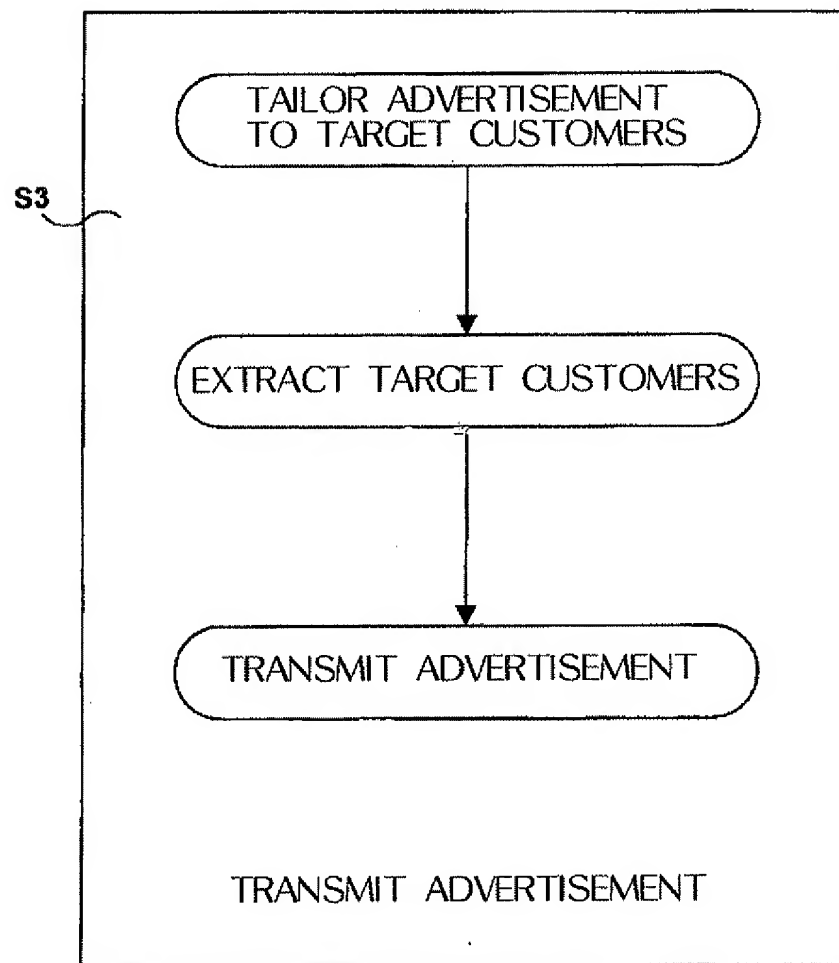 TAILOR ADVERTISEMENT
TO TARGET CUSTOMERS
S3
EXTRACT TARGET CUSTOMERS
TRANSMIT ADVERTISEMENT
TRANSMIT ADVERTISEMENT